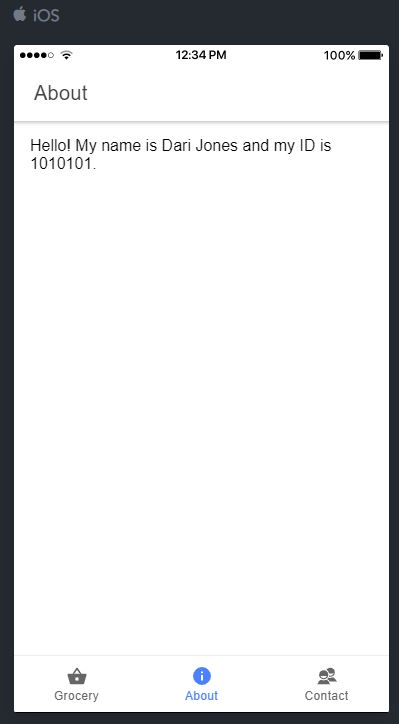 iOS
12:34 PM
100%
About
Hello! My name is Dari Jones and my ID is
1010101.
Grocery
About
Contact